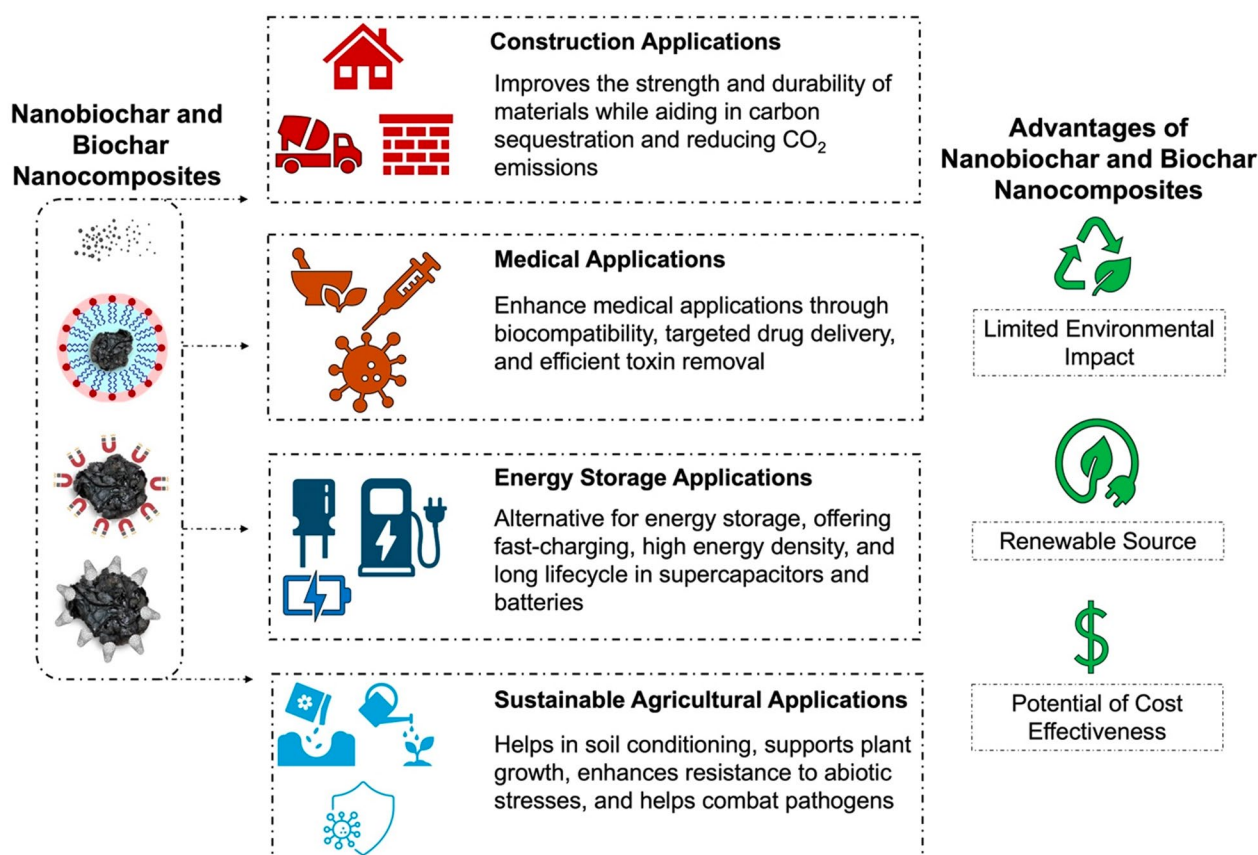 Nanobiochar and
Biochar
Nanocomposites
Construction Applications
Improves the strength and durability of
materials while aiding in carbon
sequestration and reducing CO₂
emissions
Medical Applications
Enhance medical applications through
biocompatibility, targeted drug delivery,
and efficient toxin removal
Energy Storage Applications
Alternative for energy storage, offering
fast-charging, high energy density, and
long lifecycle in supercapacitors and
batteries
Sustainable Agricultural Applications
Helps in soil conditioning, supports plant
growth, enhances resistance to abiotic
stresses, and helps combat pathogens
Advantages of
Nanobiochar and Biochar
Nanocomposites
Limited Environmental
Impact
Renewable Source
Potential of Cost
Effectiveness